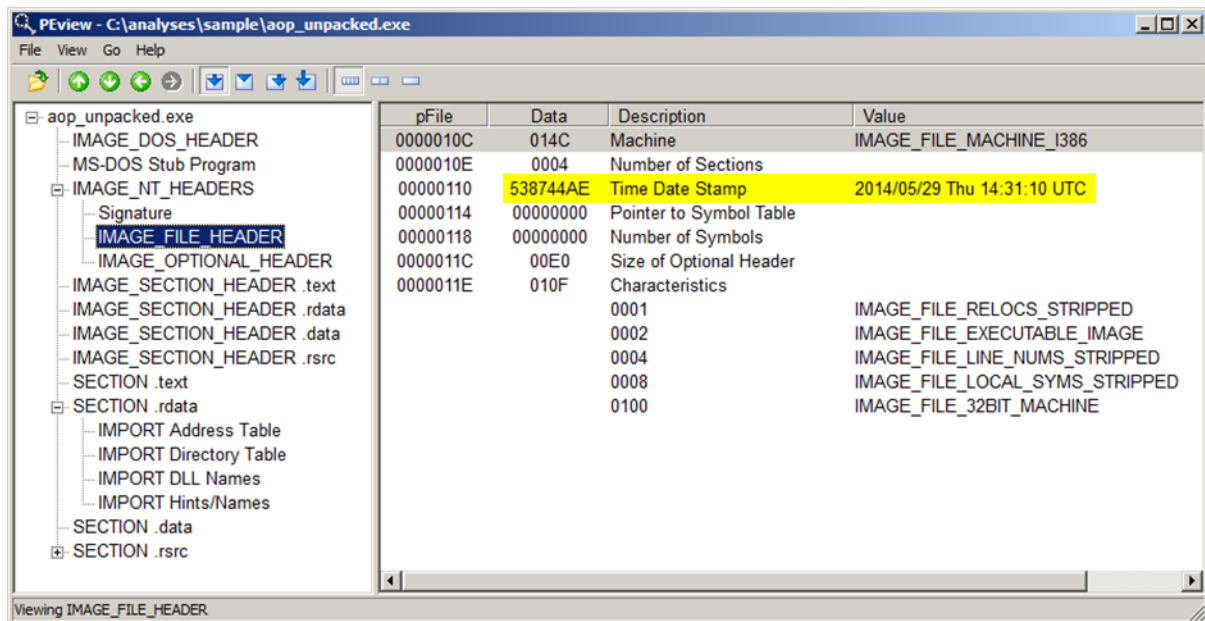 PEview - C:\analyses\sample\aop_unpacked.exe
File View Go Help
aop_unpacked.exe
IMAGE_DOS_HEADER
MS-DOS Stub Program
IMAGE_NT_HEADERS
Signature
IMAGE_FILE_HEADER
IMAGE_OPTIONAL_HEADER
IMAGE_SECTION_HEADER .text
IMAGE_SECTION_HEADER .rdata
IMAGE_SECTION_HEADER .data
IMAGE_SECTION_HEADER .rsrc
SECTION .text
SECTION .rdata
IMPORT Address Table
IMPORT Directory Table
IMPORT DLL Names
IMPORT Hints/Names
SECTION .data
SECTION .rsrc
pFile Data Description Value
0000010C 014C Machine IMAGE_FILE_MACHINE_I386
0000010E 0004 Number of Sections
00000110 538744AE Time Date Stamp 2014/05/29 Thu 14:31:10 UTC
00000114 00000000 Pointer to Symbol Table
00000118 00000000 Number of Symbols
0000011C 00E0 Size of Optional Header
0000011E 010F Characteristics
0001 IMAGE_FILE_RELOCS_STRIPPED
0002 IMAGE_FILE_EXECUTABLE_IMAGE
0004 IMAGE_FILE_LINE_NUMS_STRIPPED
0008 IMAGE_FILE_LOCAL_SYMS_STRIPPED
0100 IMAGE_FILE_32BIT_MACHINE
Viewing IMAGE_FILE_HEADER